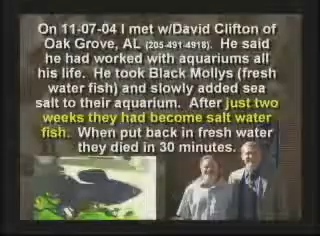 On 11-07-04 I met w/David Clifton of
Oak Grove, AL (205-491-4918). He said
he had worked with aquariums all
his life. He took Black Mollys (fresh
water fish) and slowly added sea
salt to their aquarium. After just two
weeks they had become salt water
fish. When put back in fresh water
they died in 30 minutes.